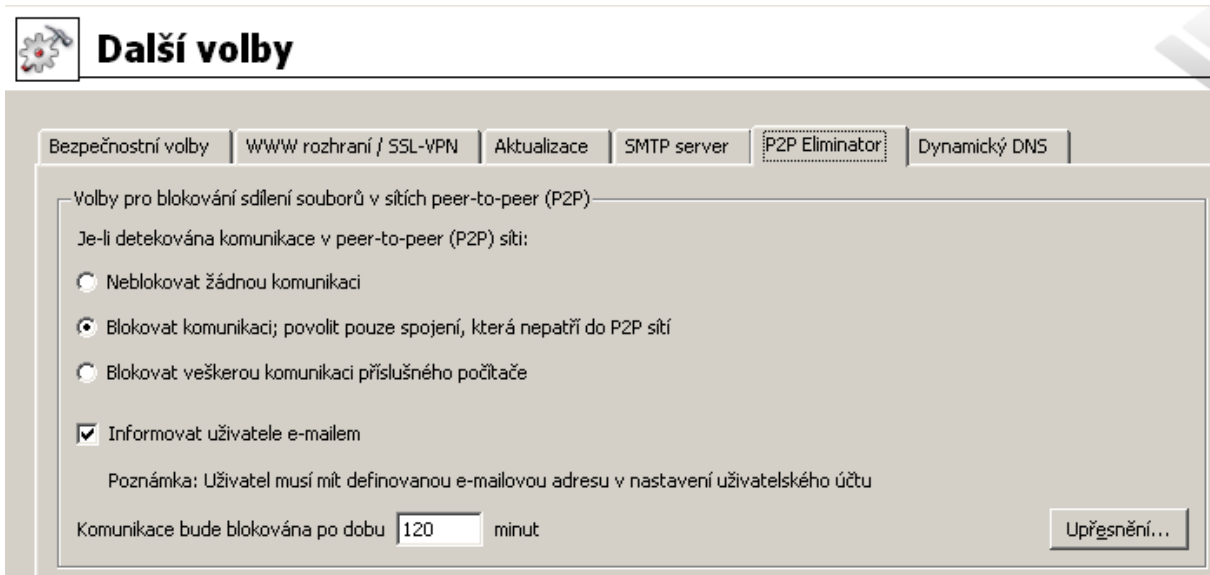 Další volby
Bezpečnostní volby WWW rozhraní / SSL-VPN Aktualizace SMTP server P2P Eliminator Dynamický DNS
Volby pro blokování sdílení souborů v sítích peer-to-peer (P2P)
Je-li detekována komunikace v peer-to-peer (P2P) síti:
Neblokovat žádnou komunikaci
Blokovat komunikaci; povolit pouze spojení, která nepatří do P2P sítí
Blokovat veškerou komunikaci příslušného počítače
Informovat uživatele e-mailem
Poznámka: Uživatel musí mít definovanou e-mailovou adresu v nastavení uživatelského účtu
Komunikace bude blokována po dobu 120 minut Upřesnění...